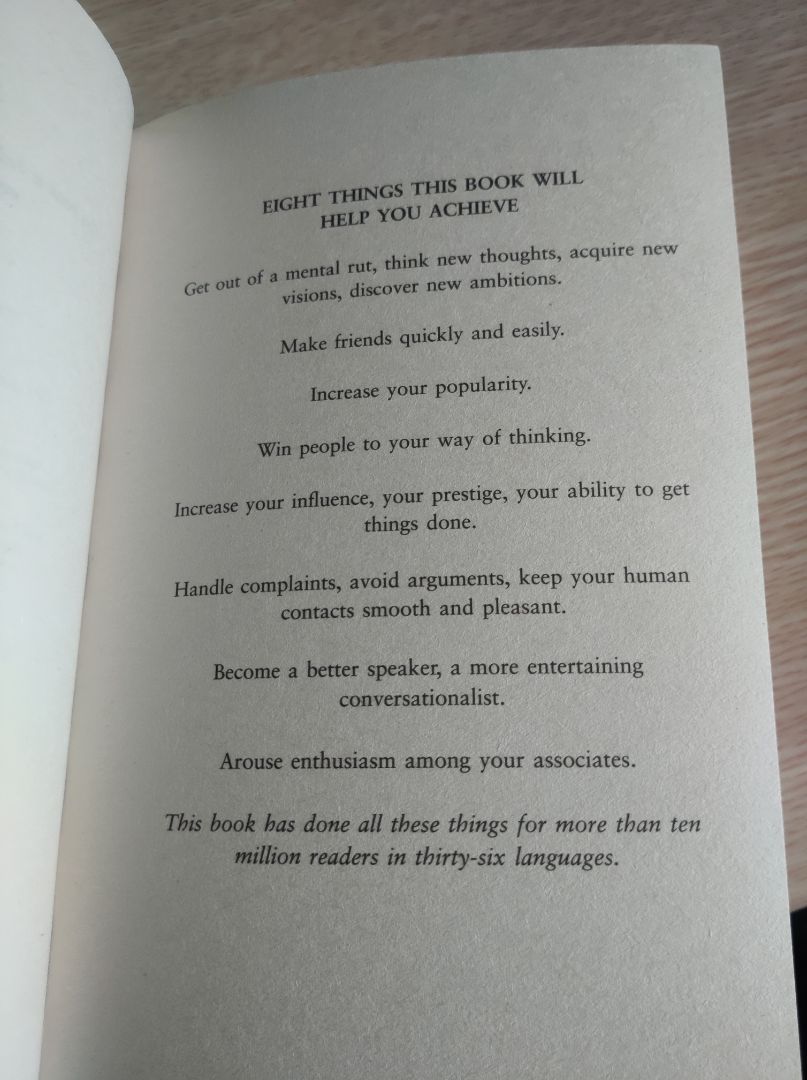 EIGHT THINGS THIS BOOK WILL
HELP YOU ACHIEVE
Get out of a mental rut, think new thoughts, acquire new
visions, discover new ambitions.
Make friends quickly and easily.
Increase your popularity.
Win people to your way of thinking.
Increase your influence, your prestige, your ability to get
things done.
Handle complaints, avoid arguments, keep your human
contacts smooth and pleasant.
Become a better speaker, a more entertaining
conversationalist.
Arouse enthusiasm among your associates.
This book has done all these things for more than ten
million readers in thirty-six languages.